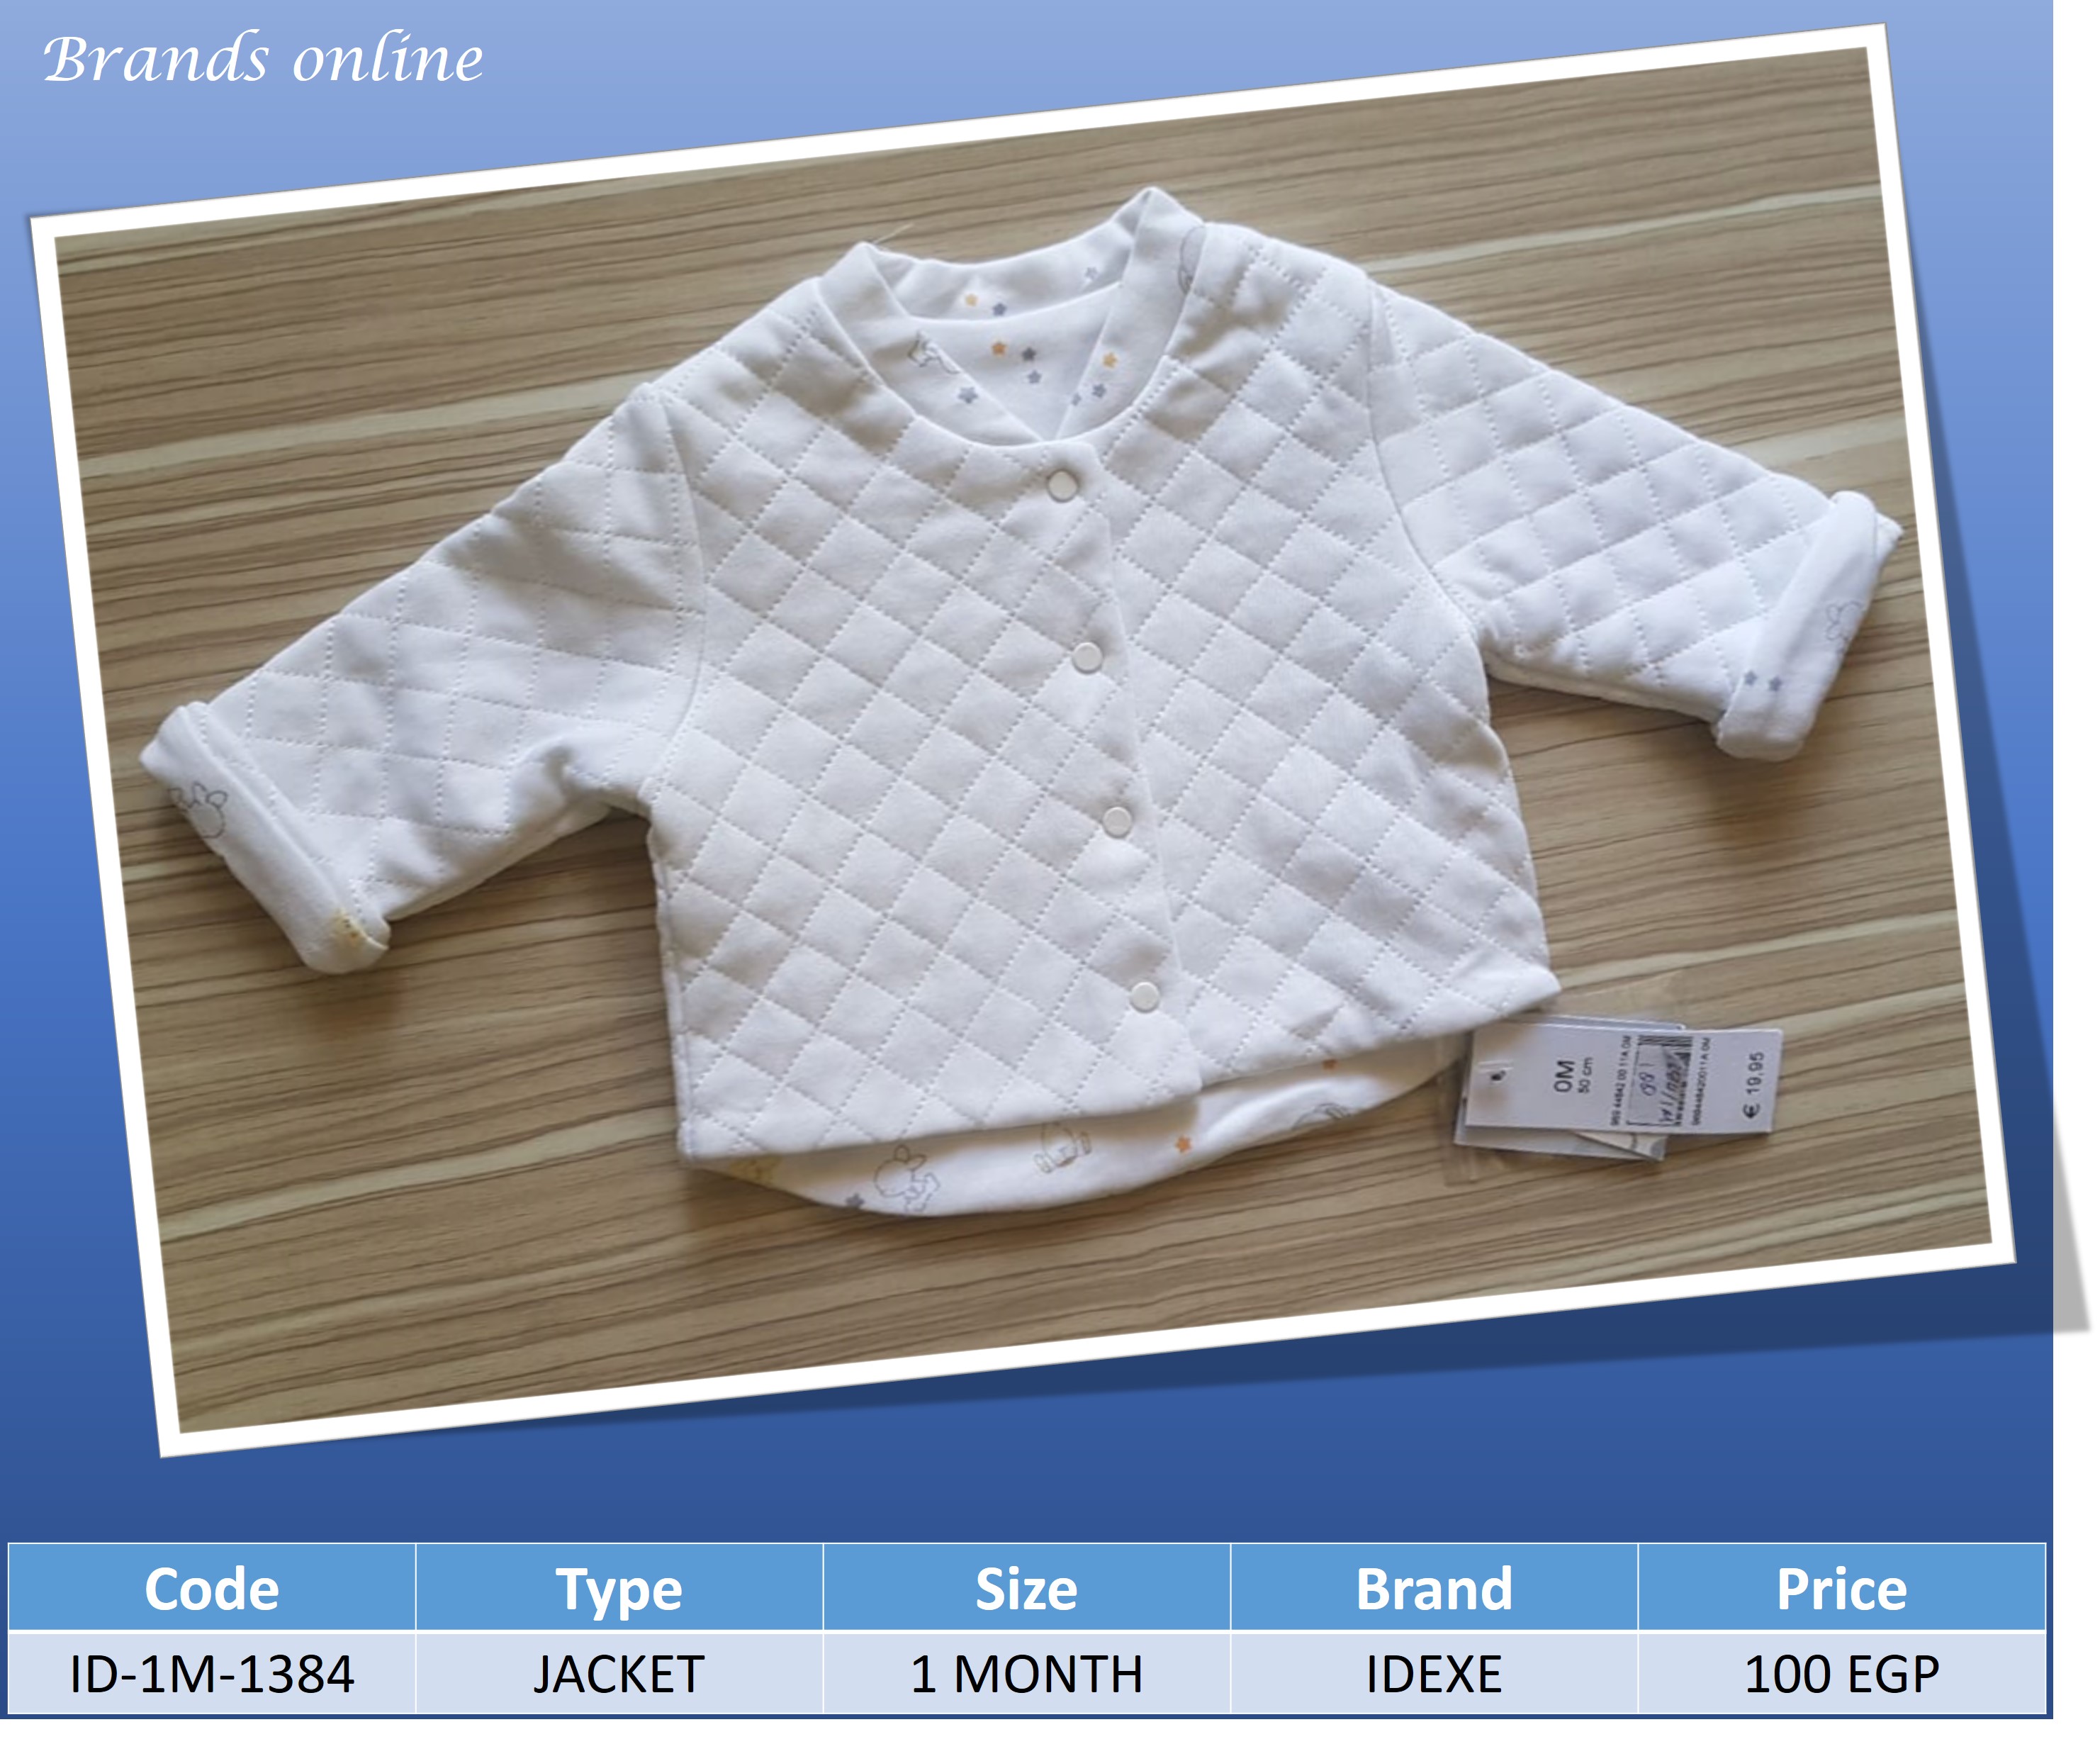 Brands online
0M
50 cm
€ 19,95
Code Type Size Brand Price
ID-1M-1384 JACKET 1 MONTH IDEXE 100 EGP